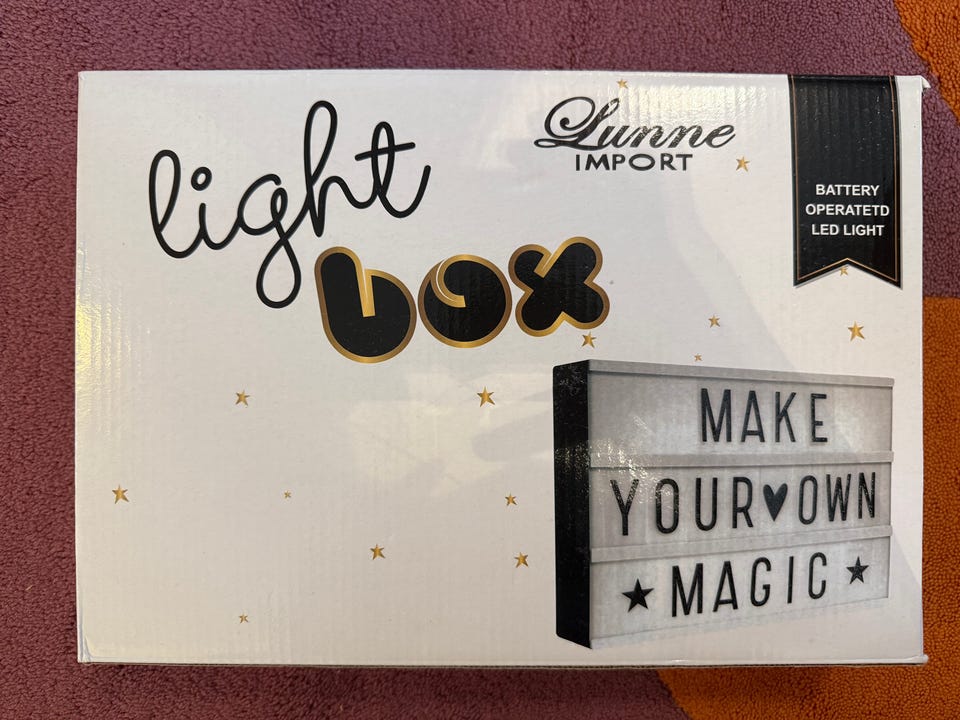 light
box
Lunne
IMPORT
BATTERY
OPERATETD
LED LIGHT
MAKE
YOUR♥OWN
★MAGIC★